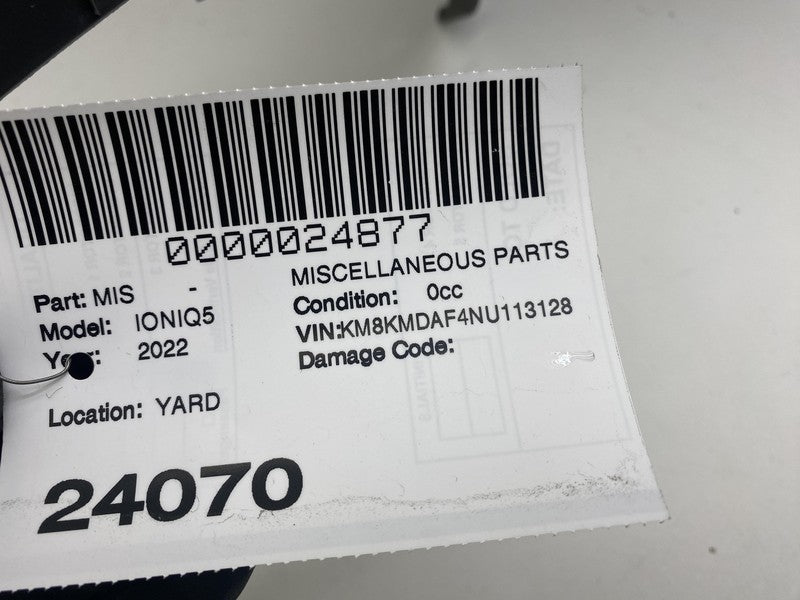 0000024877
Part: MIS - MISCELLANEOUS PARTS
Model: IONIQ5 Condition: 0cc
Year: 2022 VIN:KM8KMDAF4NU113128
Damage Code:
Location: YARD
24070